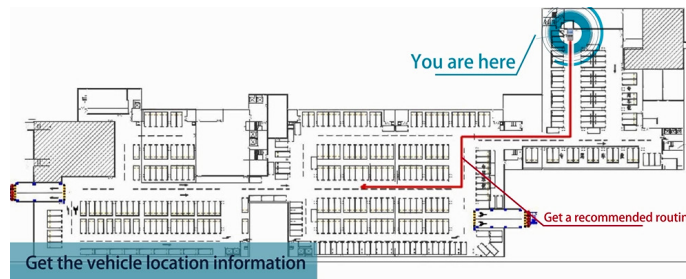 You are here
Get a recommended routin
Get the vehicle location information